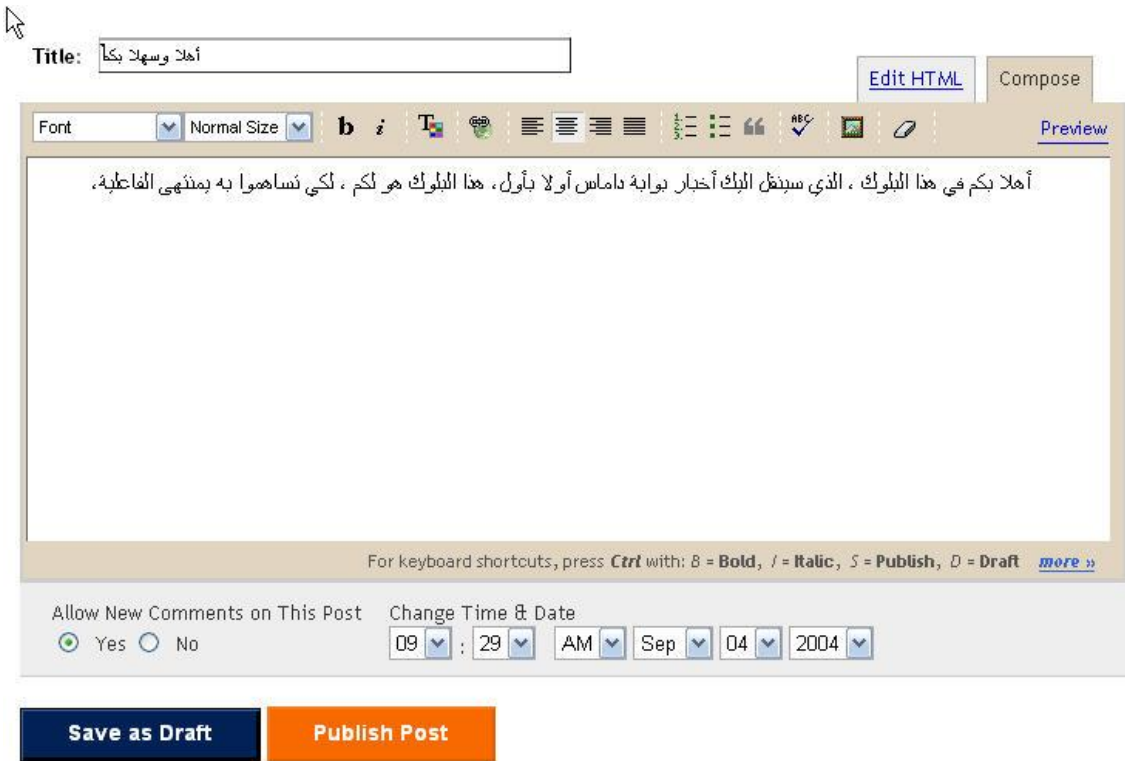 Title: أهلا وسهلا بكم
Edit HTML Compose
Font Normal Size b i T ABC Preview
أهلا بكم في هذا البلوك ، الذي سينقل اليك أخبار بوابة داماس أولا بأول، هذا البلوك هو لكم ، لكي تساهموا به بمنتهى الفاعلية،
For keyboard shortcuts, press Ctrl with: B = Bold, I = Italic, S = Publish, D = Draft more »
Allow New Comments on This Post Change Time & Date
Yes No 09 : 29 AM Sep 04 2004
Save as Draft Publish Post